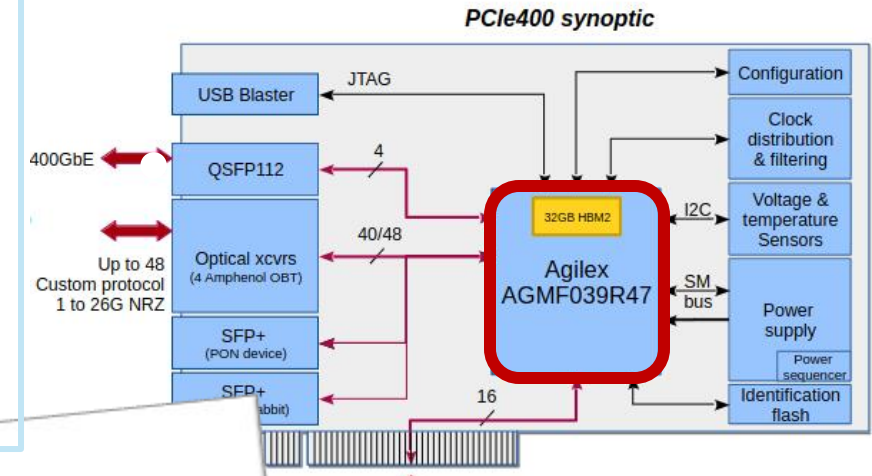 PCIe400 synoptic
USB Blaster
JTAG
Configuration
Clock
distribution
& filtering
400GbE
QSFP112
4
32GB HBM2
I2C
Voltage &
temperature
Sensors
Up to 48
Custom protocol
1 to 26G NRZ
Optical xcvrs
(4 Amphenol OBT)
40/48
Agilex
AGMF039R47
SM
bus
Power
supply
Power
sequencer
SFP+
(PON device)
SFP+
16
Identification
flash